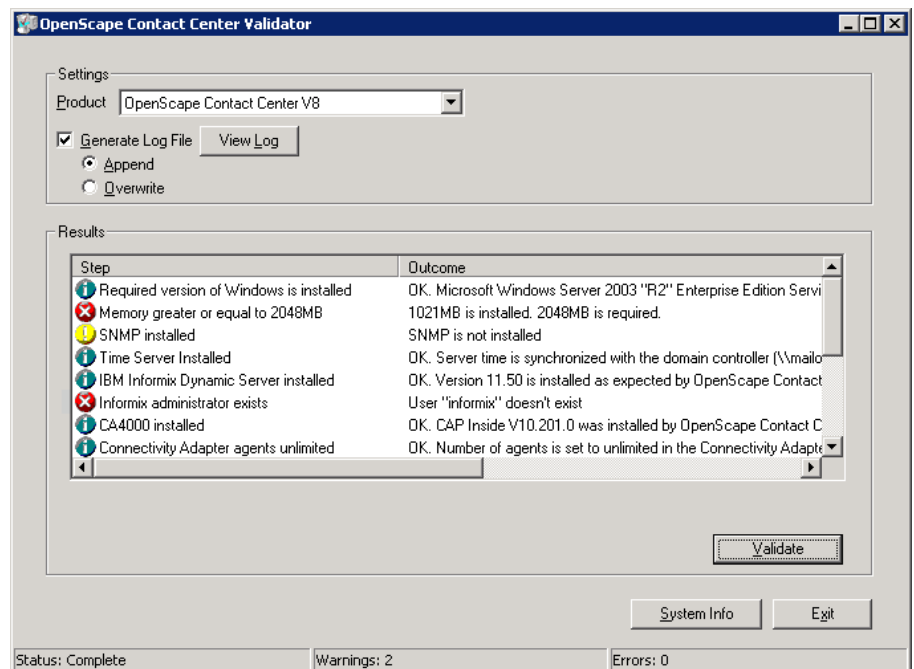 OpenScape Contact Center Validator
Settings
Product OpenScape Contact Center V8
Generate Log File View Log
Append
Overwrite
Results
Step Outcome
Required version of Windows is installed OK. Microsoft Windows Server 2003 "R2" Enterprise Edition Servi
Memory greater or equal to 2048MB 1021MB is installed. 2048MB is required.
SNMP installed SNMP is not installed
Time Server Installed OK. Server time is synchronized with the domain controller (\\mailo
IBM Informix Dynamic Server installed OK. Version 11.50 is installed as expected by OpenScape Contact
Informix administrator exists User "informix" doesn't exist
CA4000 installed OK. CAP Inside V10.201.0 was installed by OpenScape Contact C
Connectivity Adapter agents unlimited OK. Number of agents is set to unlimited in the Connectivity Adapte
Validate
System Info Exit
Status: Complete Warnings: 2 Errors: 0